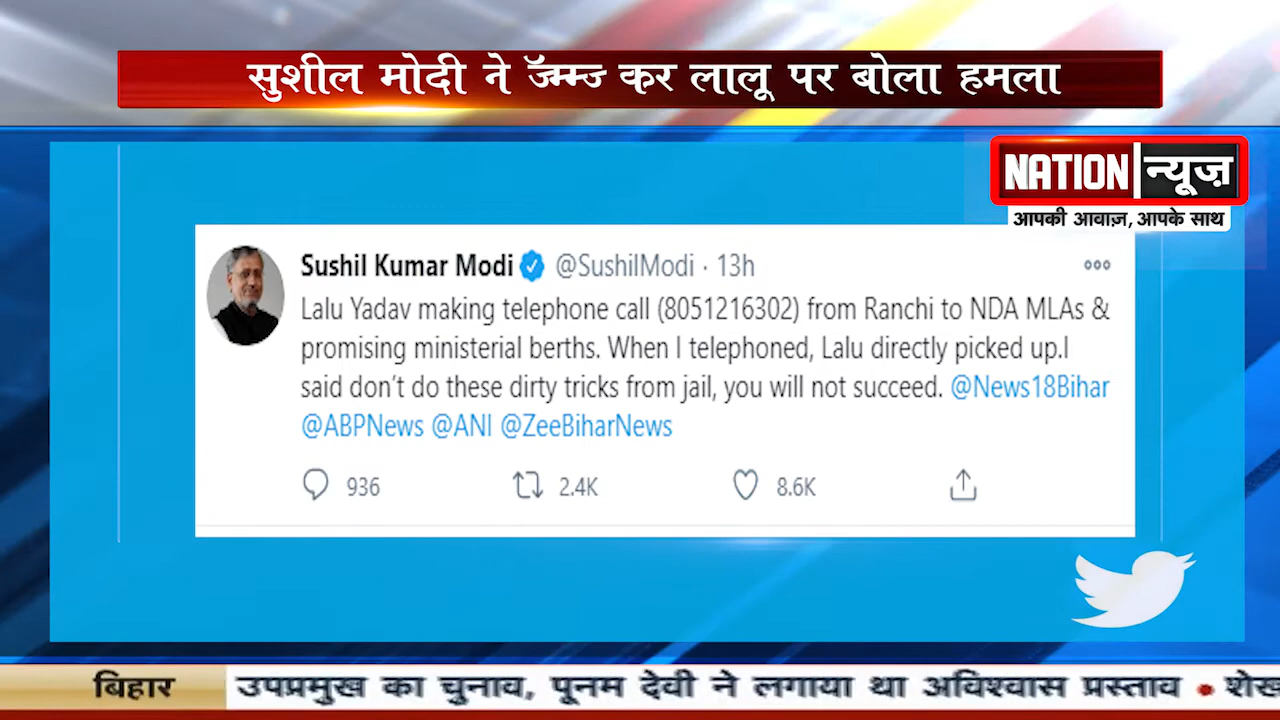 सुशील मोदी ने ज्ॅम्म्ज् कर लालू पर बोला हमला
NATION न्यूज़
आपकी आवाज़, आपके साथ
Sushil Kumar Modi @SushilModi · 13h
Lalu Yadav making telephone call (8051216302) from Ranchi to NDA MLAs &
promising ministerial berths. When I telephoned, Lalu directly picked up.I
said don't do these dirty tricks from jail, you will not succeed. @News18Bihar
@ABPNews @ANI @ZeeBiharNews
936 2.4K 8.6K
बिहार उपप्रमुख का चुनाव, पूनम देवी ने लगाया था अविश्वास प्रस्ताव • शेख